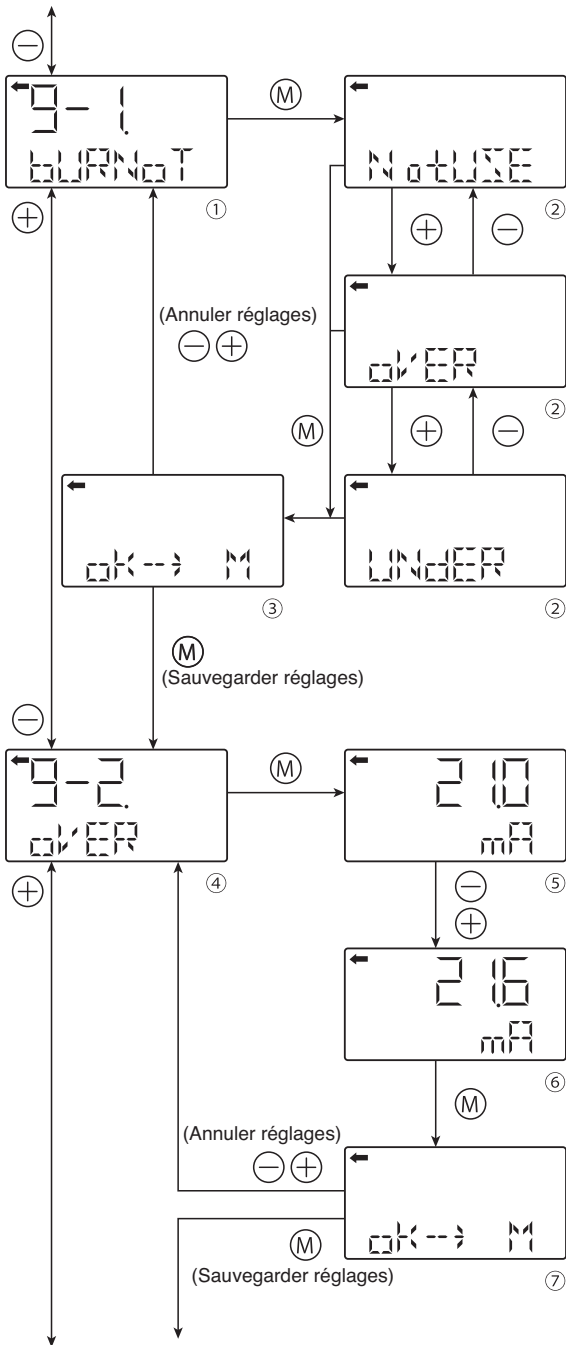 ⊖
← 9-1.
bURNoT
①
Ⓜ
←
NotUSE
②
⊕
⊕ ⊖
(Annuler réglages)
⊖ ⊕
←
oVER
②
Ⓜ
⊕ ⊖
←
ok--> M
③
←
UNdER
②
Ⓜ
(Sauvegarder réglages)
⊖
← 9-2.
oVER
④
Ⓜ
← 21.0
mA
⑤
⊕
⊖
⊕
← 21.6
mA
⑥
Ⓜ
(Annuler réglages)
⊖ ⊕
←
ok--> M
⑦
Ⓜ
(Sauvegarder réglages)